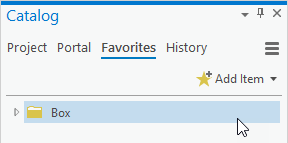 Catalog
Project Portal Favorites History
Add Item
Box